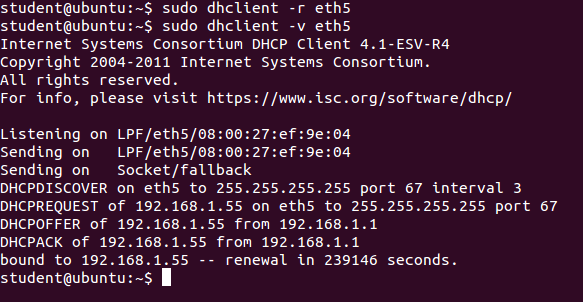 student@ubuntu:~$ sudo dhclient -r eth5
student@ubuntu:~$ sudo dhclient -v eth5
Internet Systems Consortium DHCP Client 4.1-ESV-R4
Copyright 2004-2011 Internet Systems Consortium.
All rights reserved.
For info, please visit https://www.isc.org/software/dhcp/

Listening on LPF/eth5/08:00:27:ef:9e:04
Sending on   LPF/eth5/08:00:27:ef:9e:04
Sending on   Socket/fallback
DHCPDISCOVER on eth5 to 255.255.255.255 port 67 interval 3
DHCPREQUEST of 192.168.1.55 on eth5 to 255.255.255.255 port 67
DHCPOFFER of 192.168.1.55 from 192.168.1.1
DHCPACK of 192.168.1.55 from 192.168.1.1
bound to 192.168.1.55 -- renewal in 239146 seconds.
student@ubuntu:~$